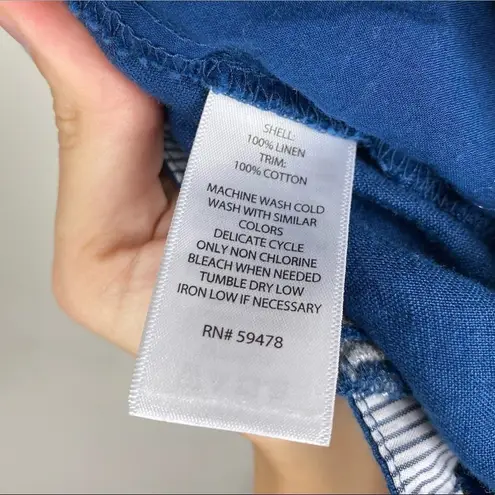 SHELL:
100% LINEN
TRIM:
100% COTTON
MACHINE WASH COLD
WASH WITH SIMILAR
COLORS
DELICATE CYCLE
ONLY NON CHLORINE
BLEACH WHEN NEEDED
TUMBLE DRY LOW
IRON LOW IF NECESSARY
RN# 59478